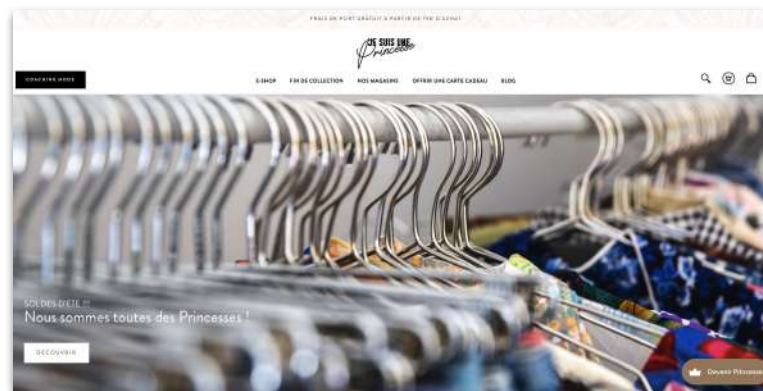 FRAIS DE PORT GRATUIT À PARTIR DE 70€ D'ACHAT
JE SUIS UNE
Princesse
COACHING MODE
E-SHOP FIN DE COLLECTION NOS MAGASINS OFFRIR UNE CARTE CADEAU BLOG
SOLDES D'ÉTÉ !!!
Nous sommes toutes des Princesses !
DÉCOUVRIR
Devenir Princesse